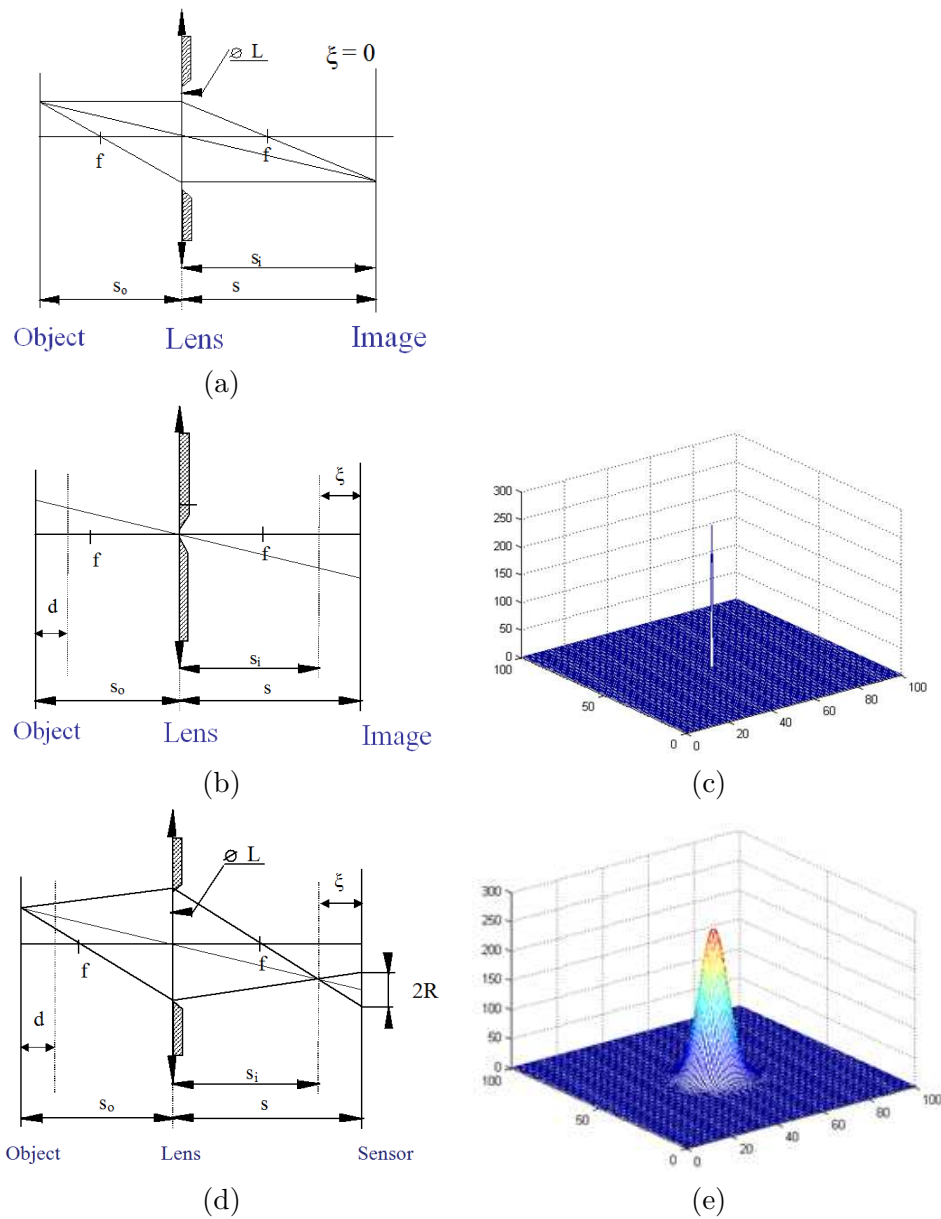 ⌀ L
ξ = 0
f
f
sᵢ
sₒ
s
Object
Lens
Image
(a)
ξ
f
f
d
sᵢ
sₒ
s
Object
Lens
Image
(b)
300
250
200
150
100
50
0
100
50
0
0
20
40
60
80
100
(c)
⌀ L
ξ
f
f
2R
d
sᵢ
sₒ
s
Object
Lens
Sensor
(d)
300
250
200
150
100
50
0
100
50
0
0
20
40
60
80
100
(e)